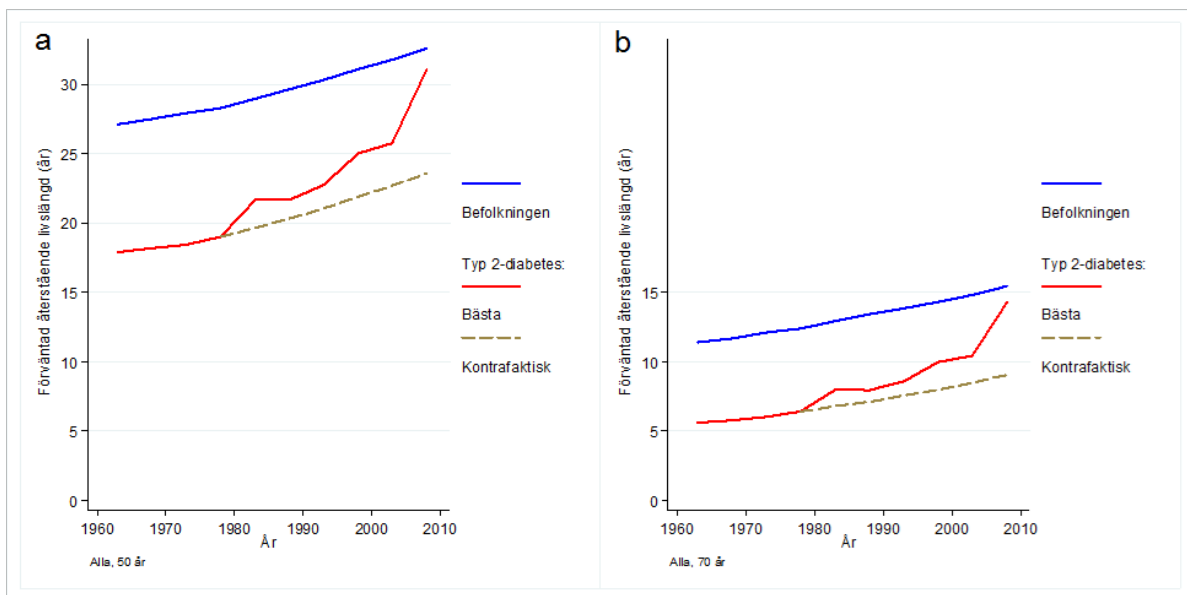 a
Förväntad återstående livslängd (år)
30
25
20
15
10
5
0
1960 1970 1980 1990 2000 2010
År
Alla, 50 år
Befolkningen
Typ 2-diabetes:
Bästa
Kontrafaktisk
b
Förväntad återstående livslängd (år)
15
10
5
0
1960 1970 1980 1990 2000 2010
År
Alla, 70 år
Befolkningen
Typ 2-diabetes:
Bästa
Kontrafaktisk